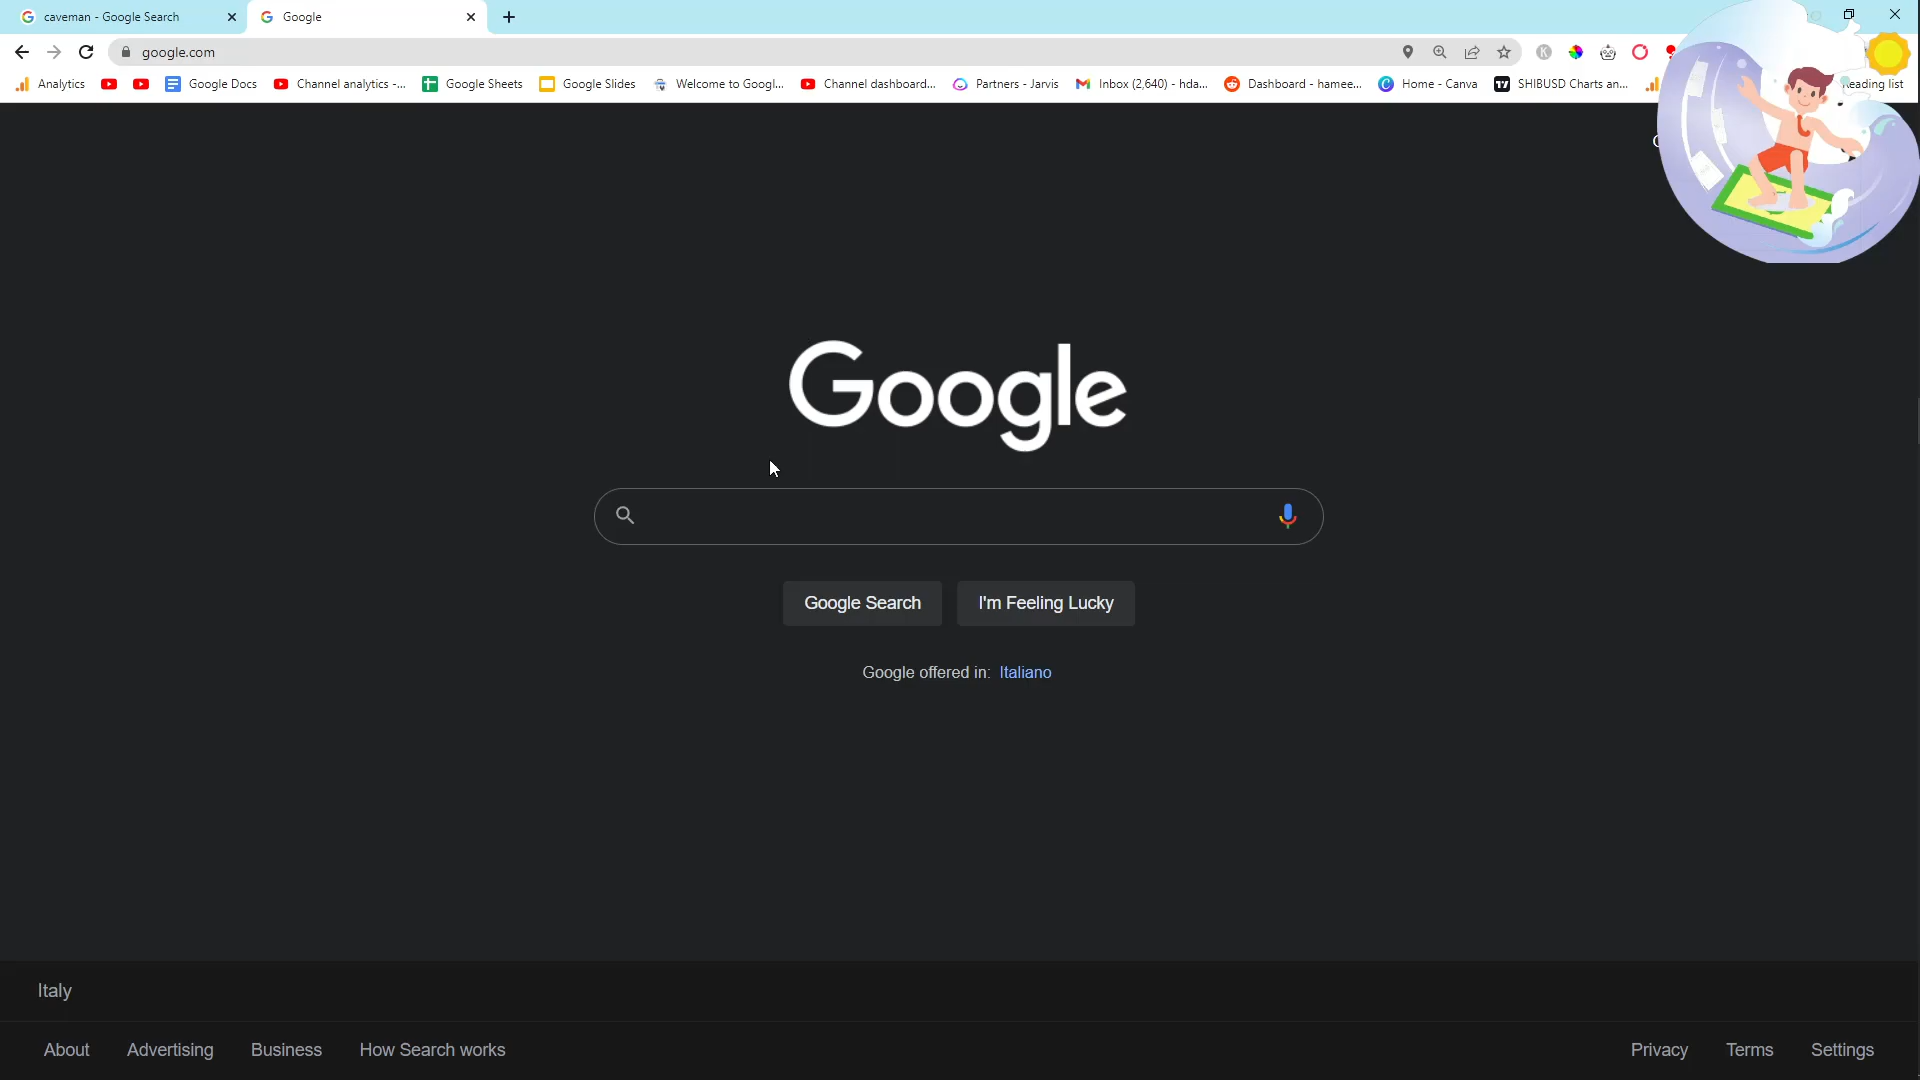 caveman - Google Search
Google
google.com
Analytics
Google Docs
Channel analytics -...
Google Sheets
Google Slides
Welcome to Googl...
Channel dashboard...
Partners - Jarvis
Inbox (2,640) - hda...
Dashboard - hamee...
Home - Canva
SHIBUSD Charts an...
Reading list
Google
Google Search
I'm Feeling Lucky
Google offered in: Italiano
Italy
About
Advertising
Business
How Search works
Privacy
Terms
Settings